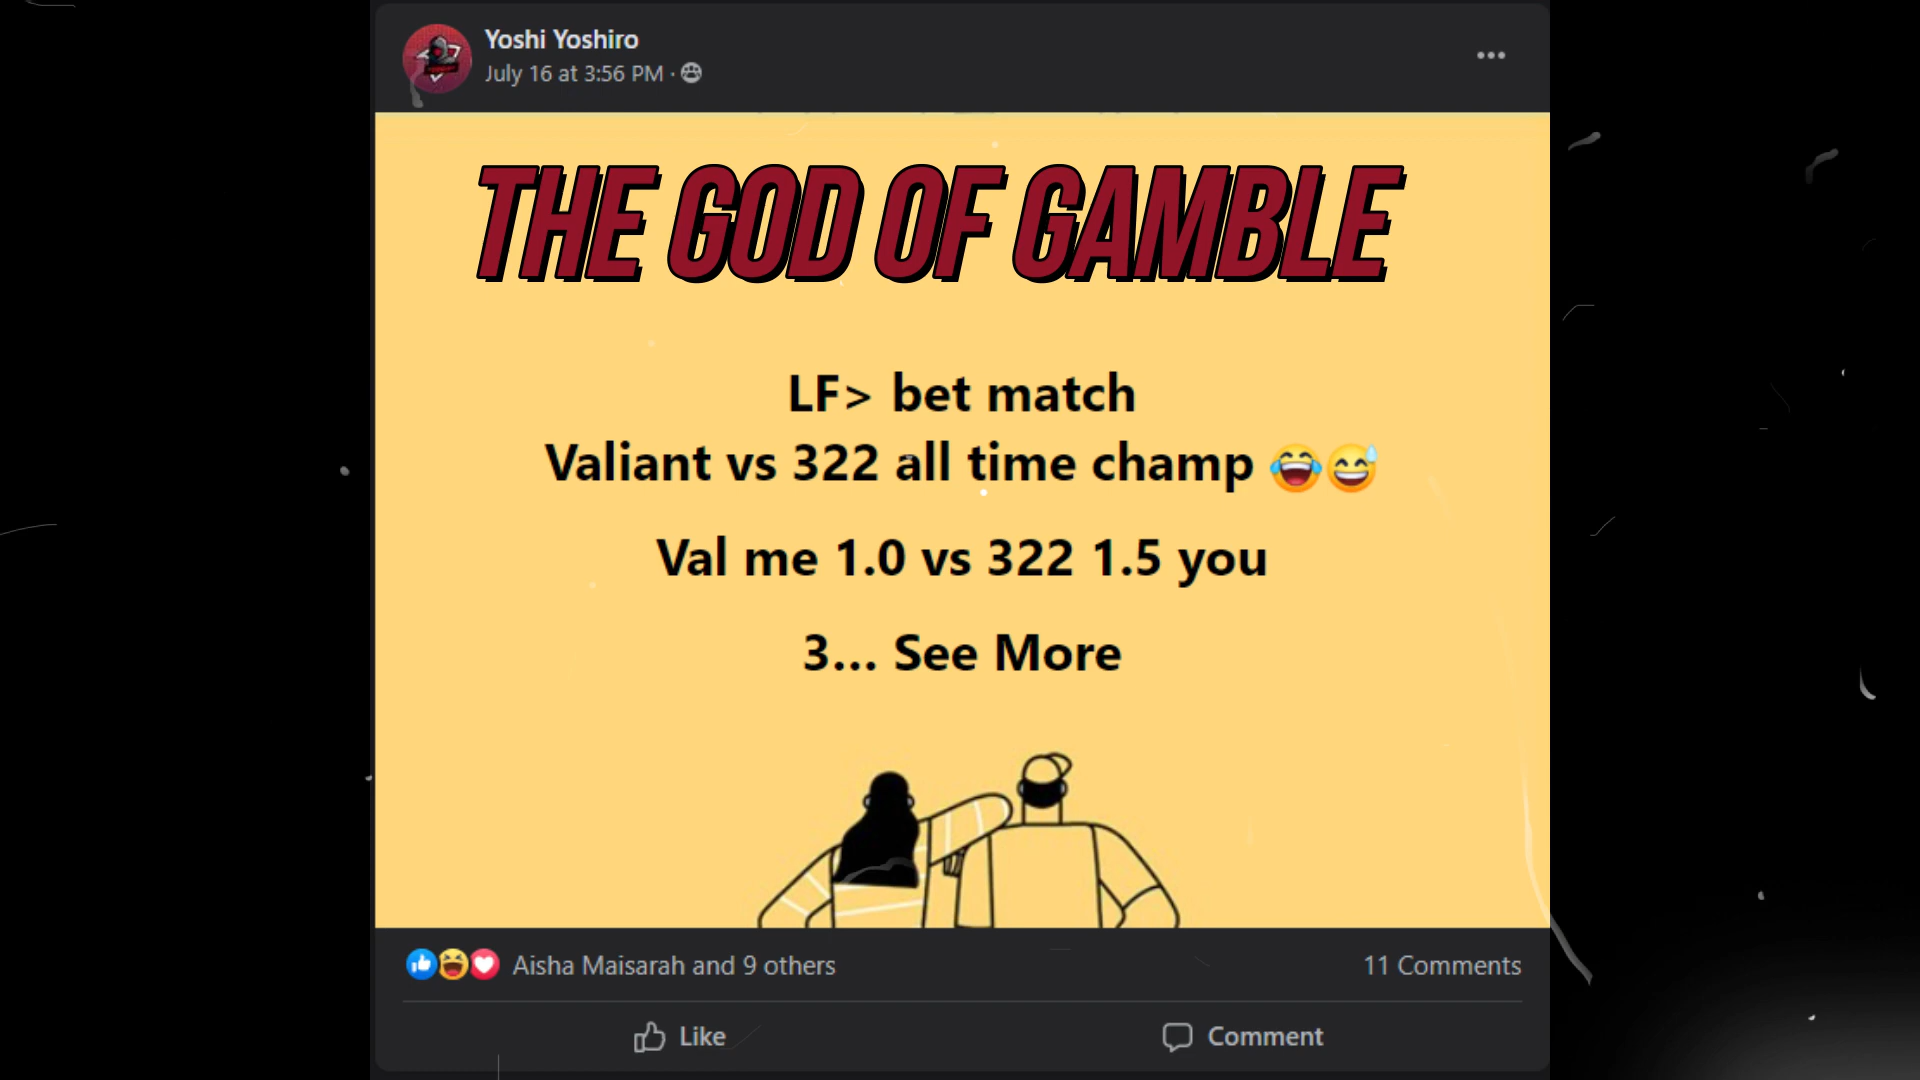 Yoshi Yoshiro
July 16 at 3:56 PM ·
THE GOD OF GAMBLE
LF> bet match
Valiant vs 322 all time champ 😂😅
Val me 1.0 vs 322 1.5 you
3... See More
Aisha Maisarah and 9 others
11 Comments
Like
Comment